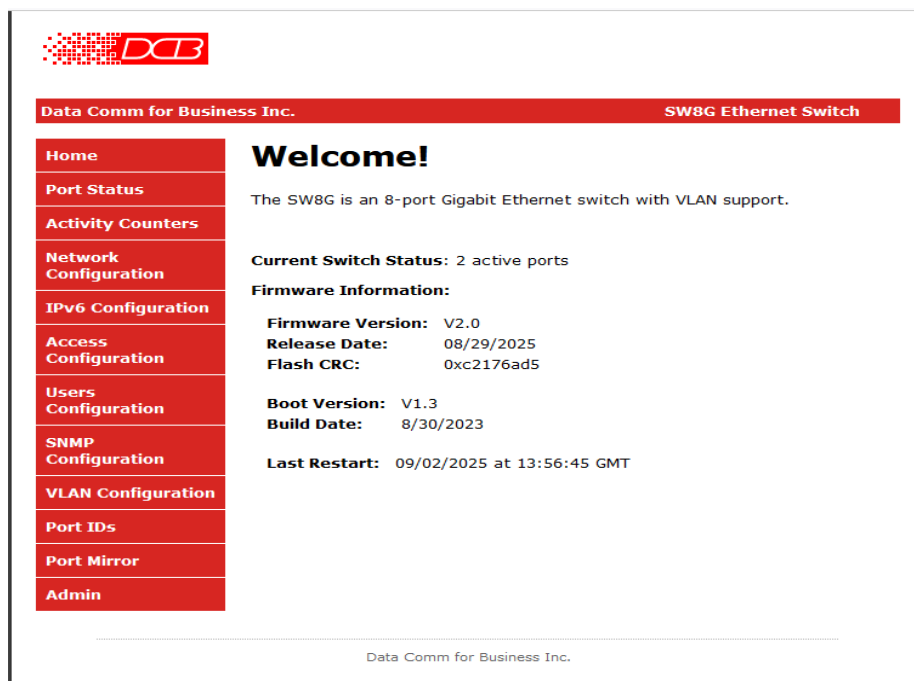 DCB
Data Comm for Business Inc. SW8G Ethernet Switch
Home
Port Status
Activity Counters
Network
Configuration
IPv6 Configuration
Access
Configuration
Users
Configuration
SNMP
Configuration
VLAN Configuration
Port IDs
Port Mirror
Admin
Welcome!
The SW8G is an 8-port Gigabit Ethernet switch with VLAN support.
Current Switch Status: 2 active ports
Firmware Information:
Firmware Version: V2.0
Release Date: 08/29/2025
Flash CRC: 0xc2176ad5
Boot Version: V1.3
Build Date: 8/30/2023
Last Restart: 09/02/2025 at 13:56:45 GMT
Data Comm for Business Inc.